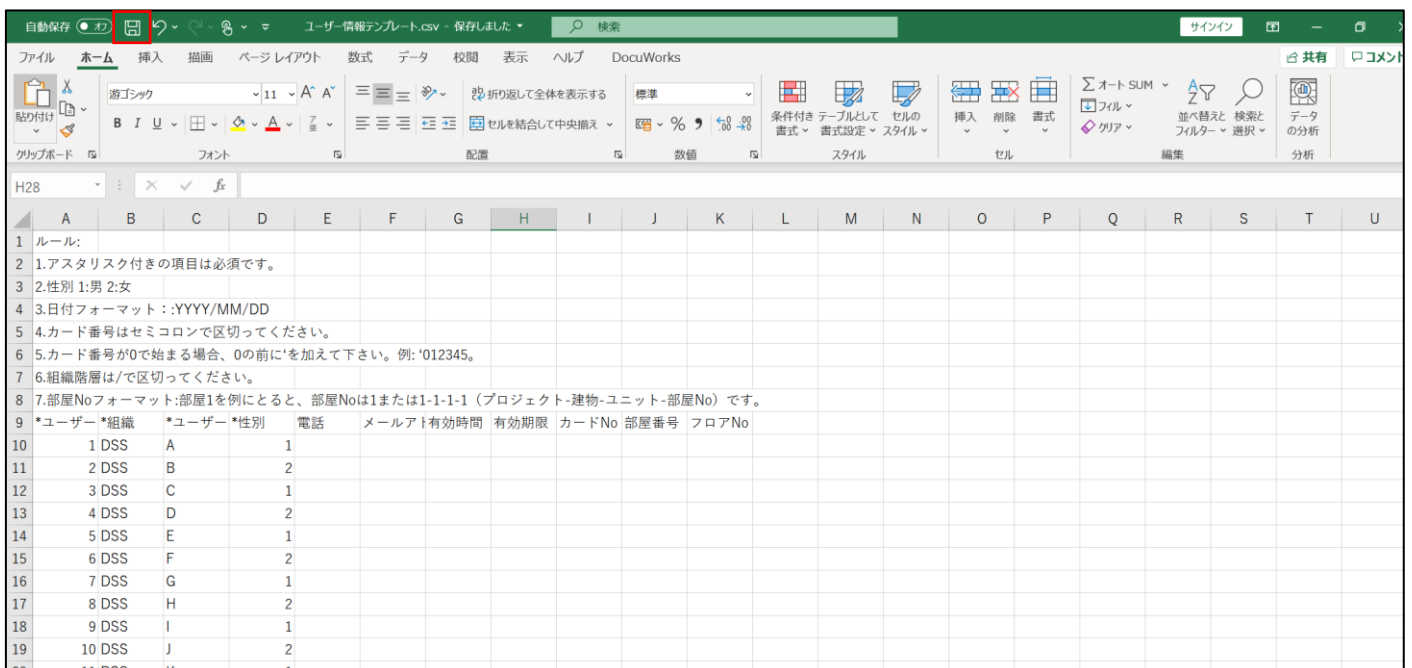 自動保存 オフ ユーザー情報テンプレート.csv - 保存しました 検索 サインイン
ファイル ホーム 挿入 描画 ページ レイアウト 数式 データ 校閲 表示 ヘルプ DocuWorks 共有 コメント
游ゴシック 11 A A 折り返して全体を表示する 標準 オート SUM
フィル
貼り付け B I U A セルを結合して中央揃え % 条件付き書式 テーブルとして書式設定 セルのスタイル 挿入 削除 書式 クリア 並べ替えとフィルター 検索と選択 データの分析
クリップボード フォント 配置 数値 スタイル セル 編集 分析
H28 fx
A B C D E F G H I J K L M N O P Q R S T U
1 ルール:
2 1.アスタリスク付きの項目は必須です。
3 2.性別 1:男 2:女
4 3.日付フォーマット：:YYYY/MM/DD
5 4.カード番号はセミコロンで区切ってください。
6 5.カード番号が0で始まる場合、0の前に‘を加えて下さい。例: ‘012345。
7 6.組織階層は/で区切ってください。
8 7.部屋Noフォーマット:部屋1を例にとると、部屋Noは1または1-1-1-1（プロジェクト-建物-ユニット-部屋No）です。
9 *ユーザー *組織 *ユーザー *性別 電話 メールアト 有効時間 有効期限 カードNo 部屋番号 フロアNo
10 1 DSS A 1
11 2 DSS B 2
12 3 DSS C 1
13 4 DSS D 2
14 5 DSS E 1
15 6 DSS F 2
16 7 DSS G 1
17 8 DSS H 2
18 9 DSS I 1
19 10 DSS J 2